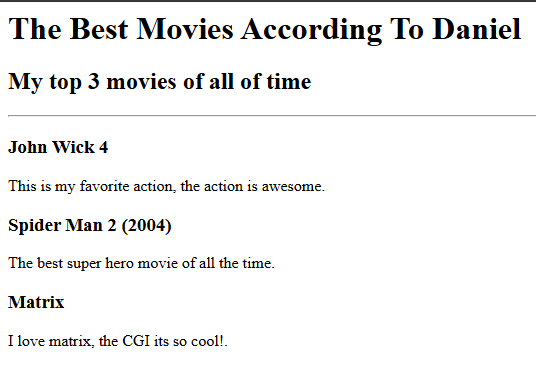 The Best Movies According To Daniel
My top 3 movies of all of time
John Wick 4
This is my favorite action, the action is awesome.
Spider Man 2 (2004)
The best super hero movie of all the time.
Matrix
I love matrix, the CGI its so cool!.